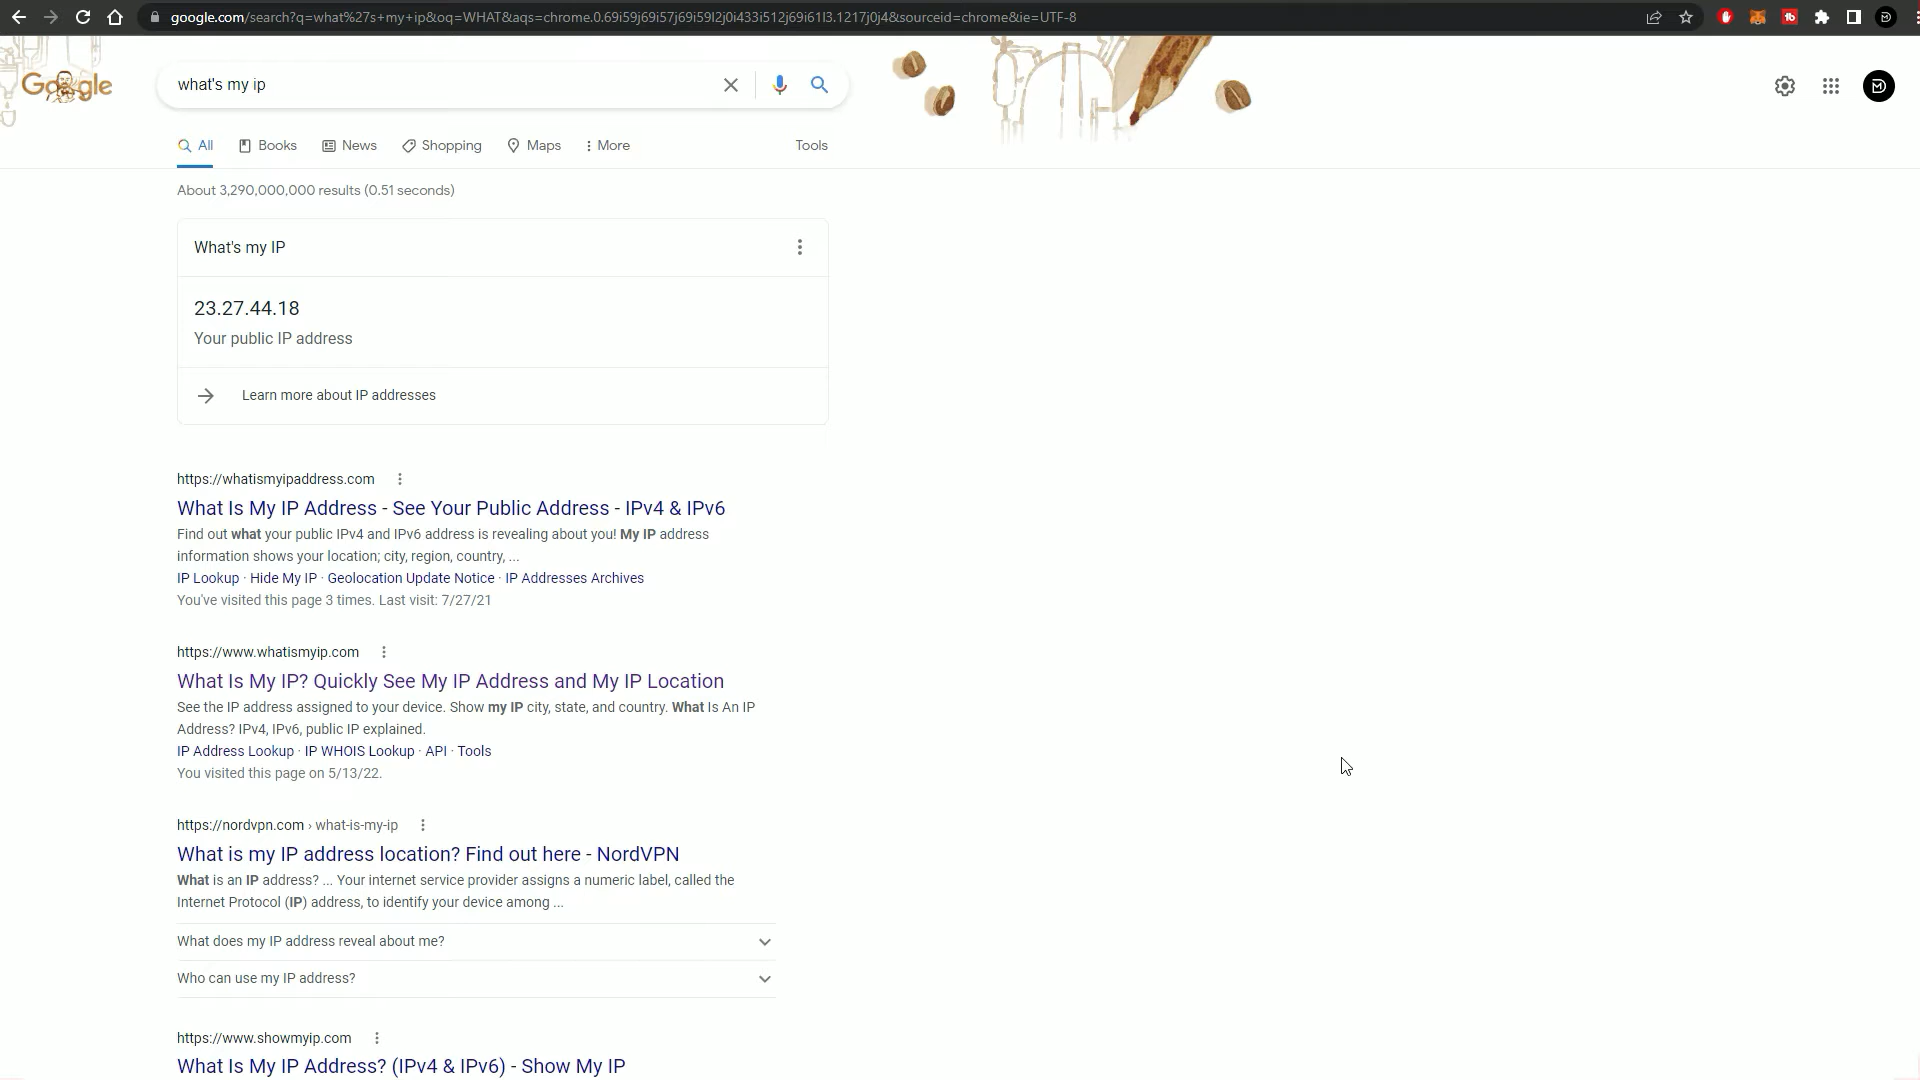 google.com/search?q=what%27s+my+ip&oq=WHAT&aqs=chrome.0.69i59j69i57j69i59l2j0i433i512j69i61l3.1217j0j4&sourceid=chrome&ie=UTF-8
Google
what's my ip
All Books News Shopping Maps More Tools
About 3,290,000,000 results (0.51 seconds)
What's my IP
23.27.44.18
Your public IP address
Learn more about IP addresses
https://whatismyipaddress.com
What Is My IP Address - See Your Public Address - IPv4 & IPv6
Find out what your public IPv4 and IPv6 address is revealing about you! My IP address
information shows your location; city, region, country, ...
IP Lookup · Hide My IP · Geolocation Update Notice · IP Addresses Archives
You've visited this page 3 times. Last visit: 7/27/21
https://www.whatismyip.com
What Is My IP? Quickly See My IP Address and My IP Location
See the IP address assigned to your device. Show my IP city, state, and country. What Is An IP
Address? IPv4, IPv6, public IP explained.
IP Address Lookup · IP WHOIS Lookup · API · Tools
You visited this page on 5/13/22.
https://nordvpn.com › what-is-my-ip
What is my IP address location? Find out here - NordVPN
What is an IP address? ... Your internet service provider assigns a numeric label, called the
Internet Protocol (IP) address, to identify your device among ...
What does my IP address reveal about me?
Who can use my IP address?
https://www.showmyip.com
What Is My IP Address? (IPv4 & IPv6) - Show My IP